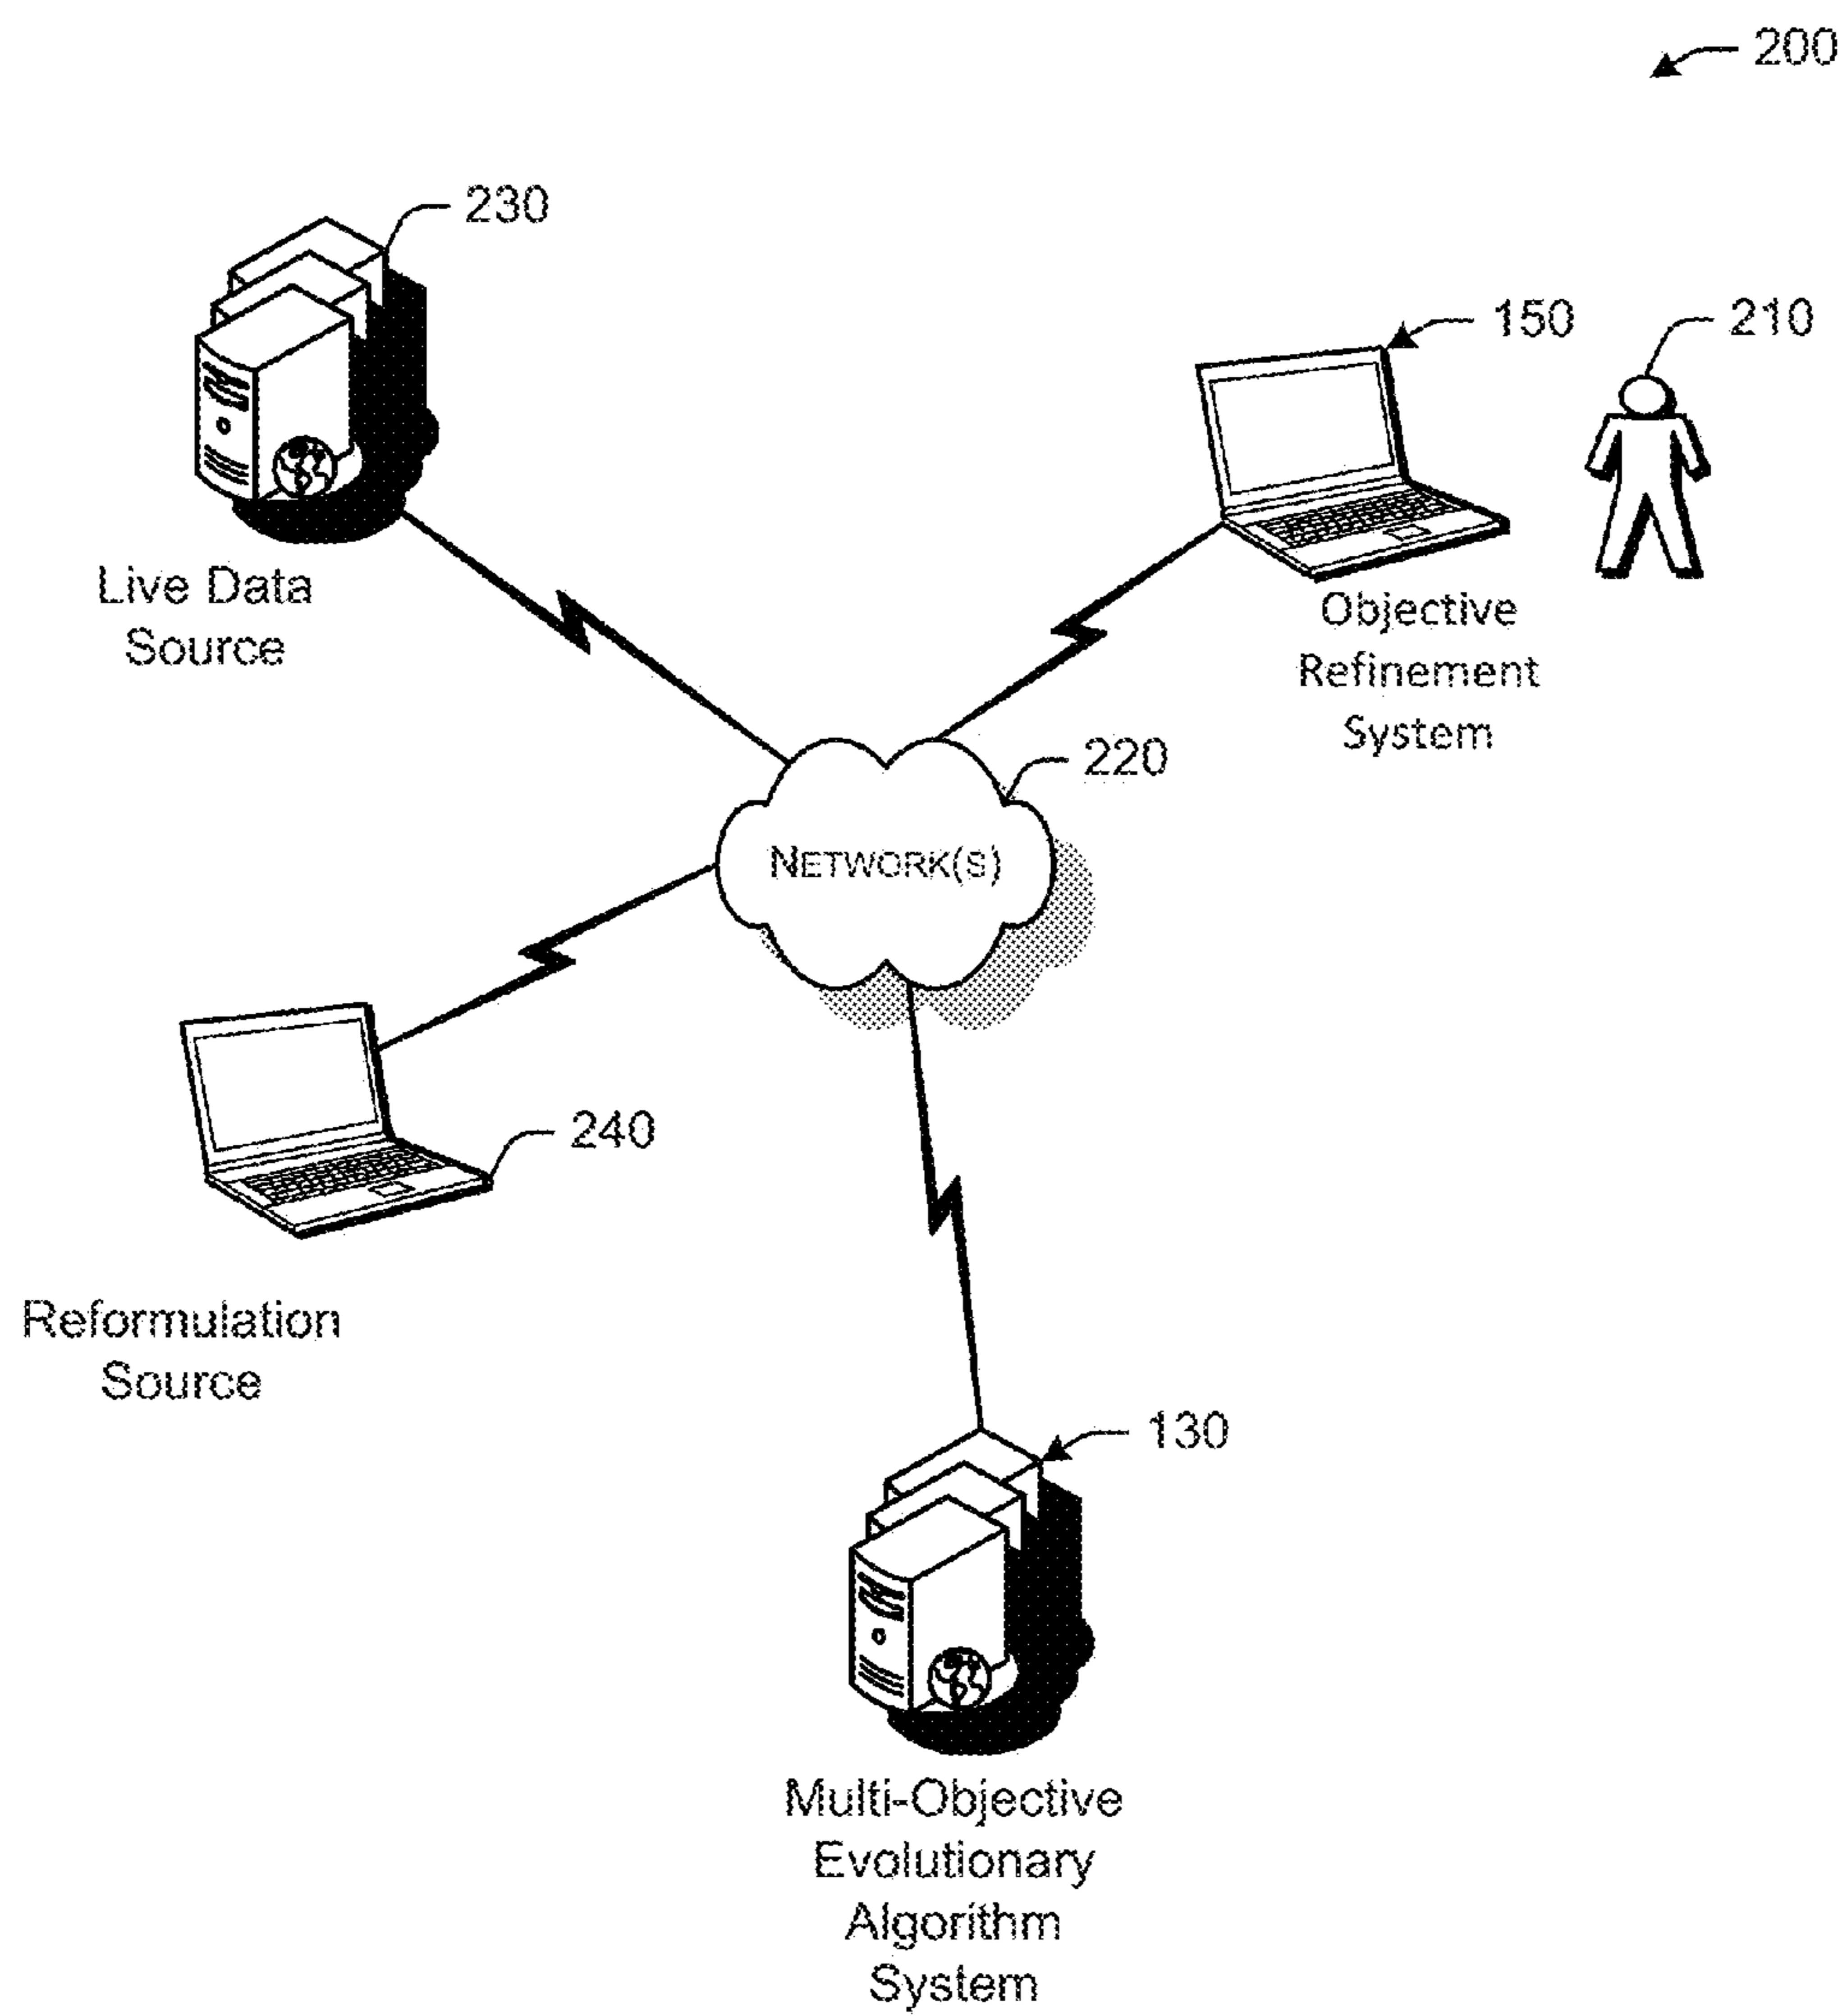 200
230
150
210
Live Data
Source
Objective
Refinement
System
220
NETWORK(S)
240
Reformulation
Source
130
Multi-Objective
Evolutionary
Algorithm
System